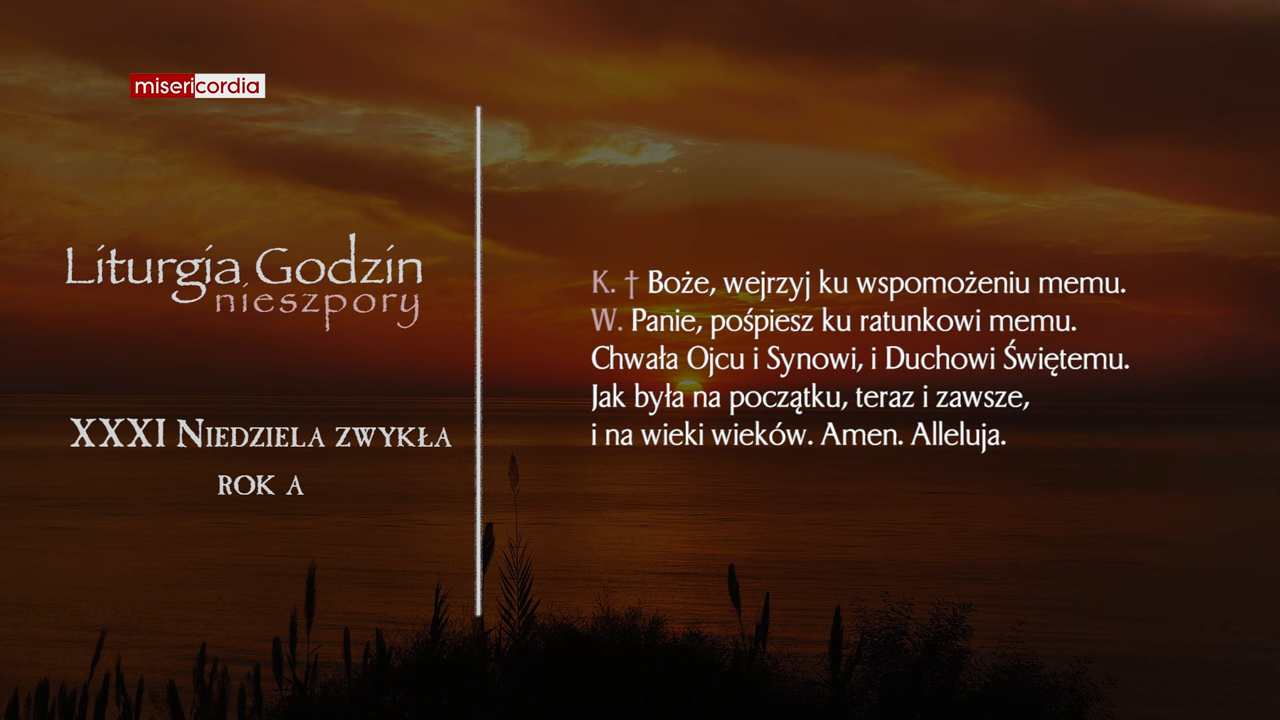 misericordia
Liturgia Godzin
nieszpory
XXXI Niedziela zwykła
rok A
K. † Boże, wejrzyj ku wspomożeniu memu.
W. Panie, pośpiesz ku ratunkowi memu.
Chwała Ojcu i Synowi, i Duchowi Świętemu.
Jak była na początku, teraz i zawsze,
i na wieki wieków. Amen. Alleluja.